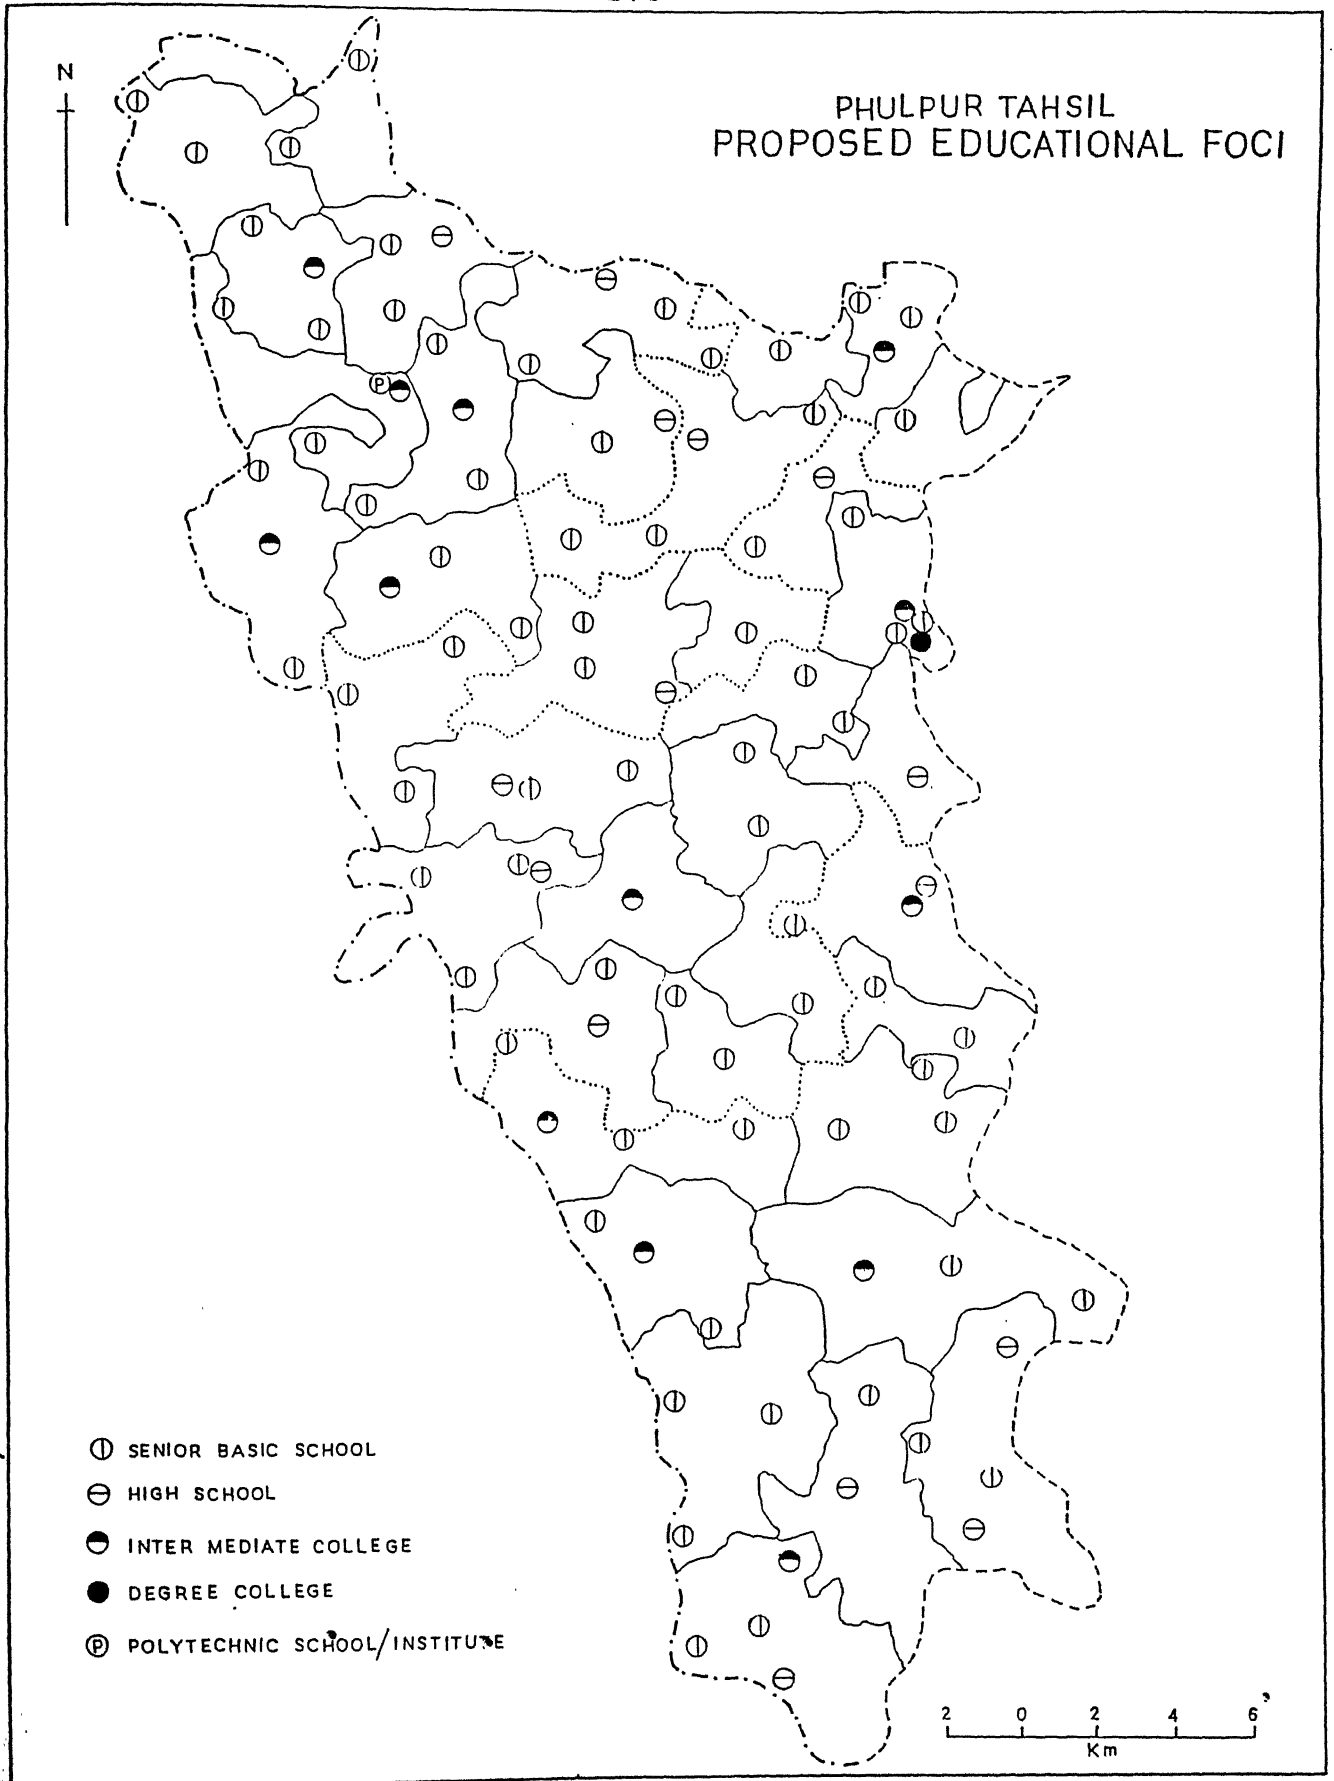 N
PHULPUR TAHSIL
PROPOSED EDUCATIONAL FOCI
P
SENIOR BASIC SCHOOL
HIGH SCHOOL
INTER MEDIATE COLLEGE
DEGREE COLLEGE
P POLYTECHNIC SCHOOL/INSTITUTE
2 0 2 4 6
Km